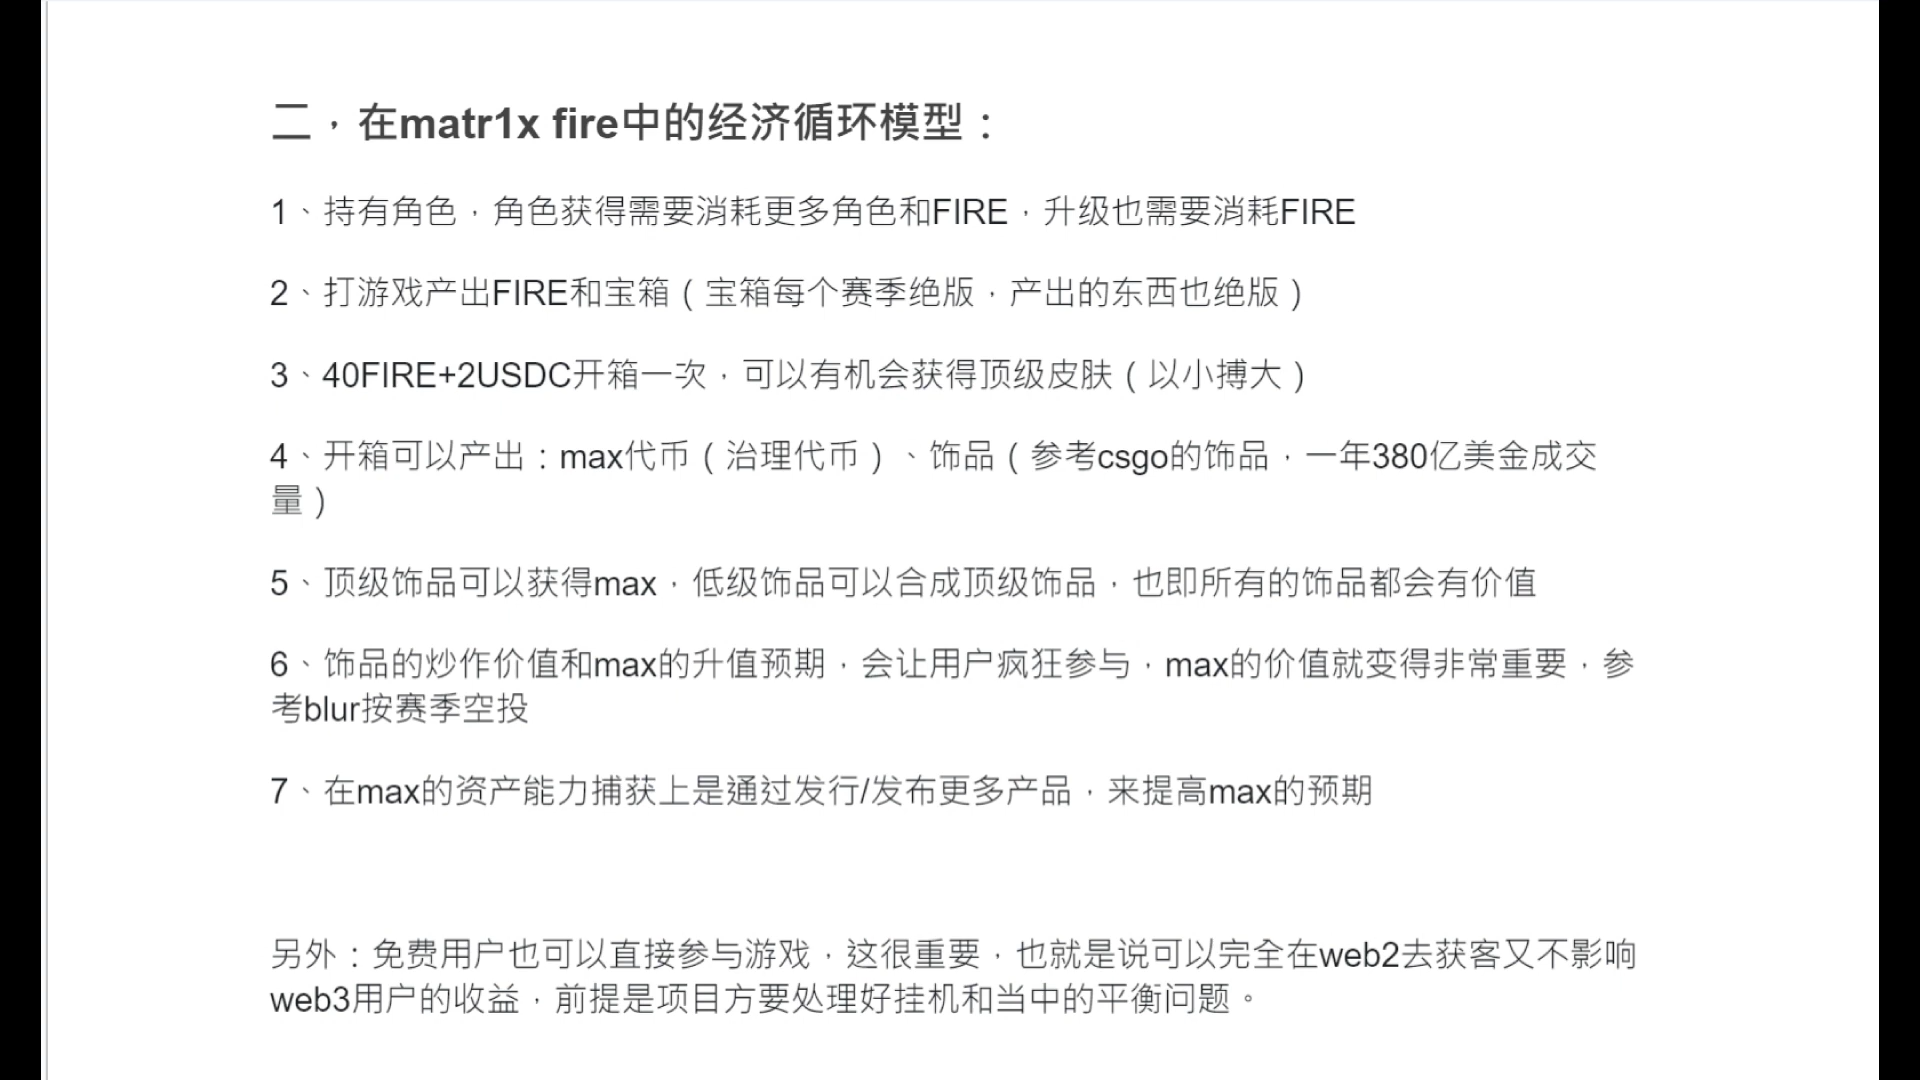 二，在matr1x fire中的经济循环模型：
1、持有角色，角色获得需要消耗更多角色和FIRE，升级也需要消耗FIRE
2、打游戏产出FIRE和宝箱（宝箱每个赛季绝版，产出的东西也绝版）
3、40FIRE+2USDC开箱一次，可以有机会获得顶级皮肤（以小搏大）
4、开箱可以产出：max代币（治理代币）、饰品（参考csgo的饰品，一年380亿美金成交
量）
5、顶级饰品可以获得max，低级饰品可以合成顶级饰品，也即所有的饰品都会有价值
6、饰品的炒作价值和max的升值预期，会让用户疯狂参与，max的价值就变得非常重要，参
考blur按赛季空投
7、在max的资产能力捕获上是通过发行/发布更多产品，来提高max的预期
另外：免费用户也可以直接参与游戏，这很重要，也就是说可以完全在web2去获客又不影响
web3用户的收益，前提是项目方要处理好挂机和当中的平衡问题。